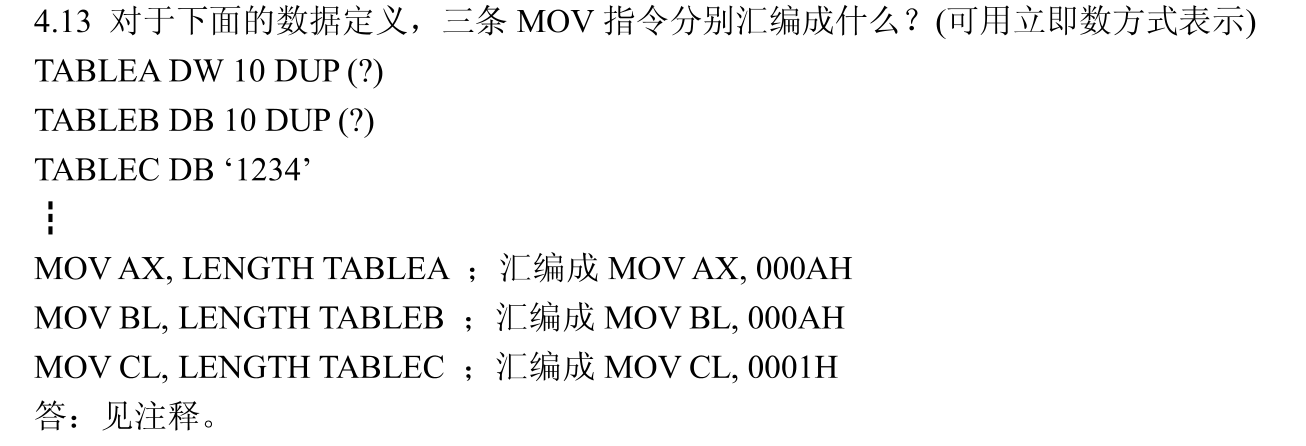 4.13 对于下面的数据定义，三条 MOV 指令分别汇编成什么？(可用立即数方式表示)
TABLEA DW 10 DUP (?)
TABLEB DB 10 DUP (?)
TABLEC DB ‘1234’
⋮
MOV AX, LENGTH TABLEA ；汇编成 MOV AX, 000AH
MOV BL, LENGTH TABLEB ；汇编成 MOV BL, 000AH
MOV CL, LENGTH TABLEC ；汇编成 MOV CL, 0001H
答：见注释。